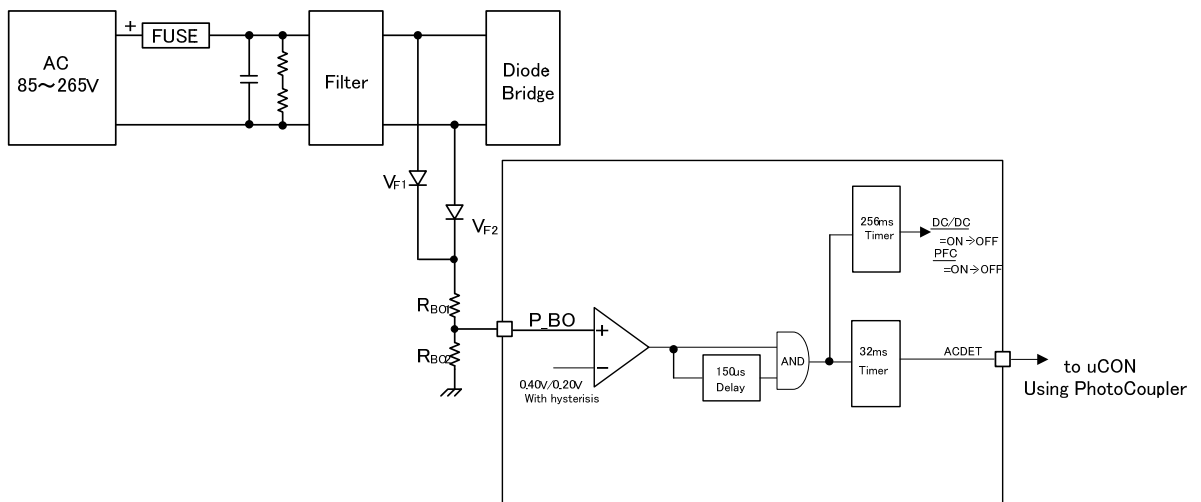 AC
85～265V
+
FUSE
Filter
Diode
Bridge
VF1
VF2
RBO1
RBO2
P_BO
+
−
0.40V/0.20V
With hysterisis
150us
Delay
AND
256ms
Timer
DC/DC
=ON→OFF
PFC
=ON→OFF
32ms
Timer
ACDET
to uCON
Using PhotoCoupler